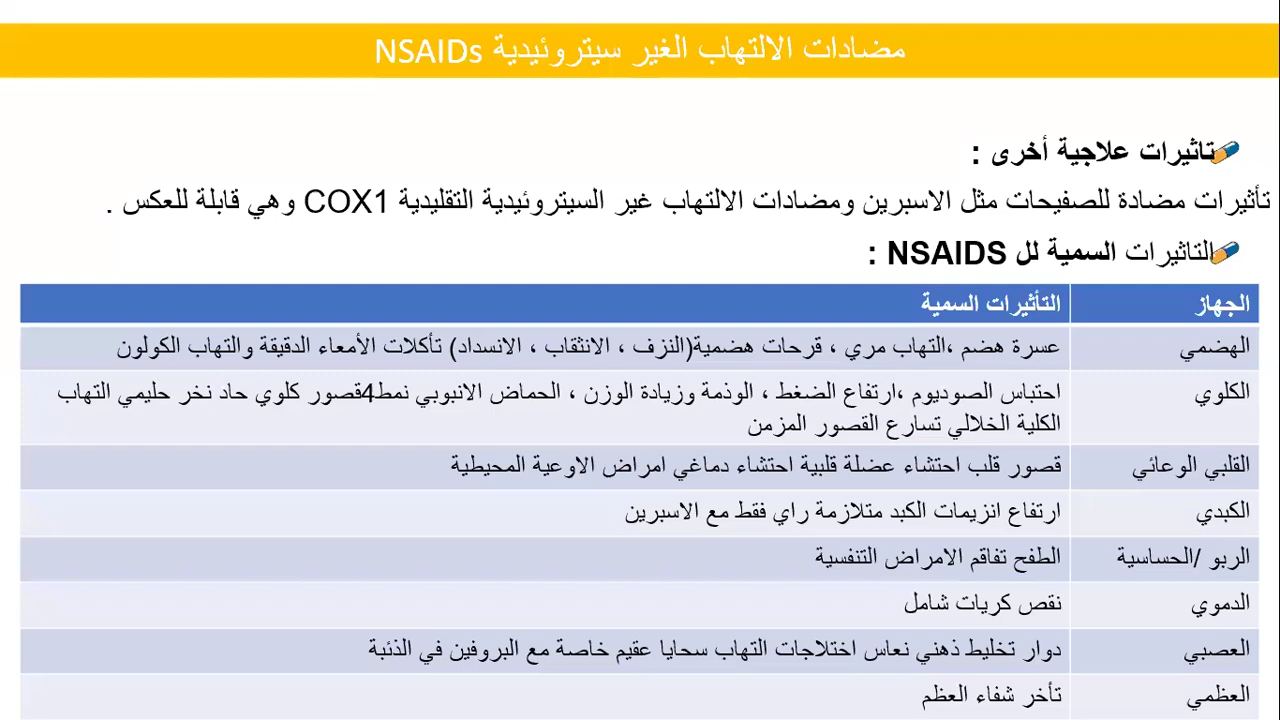 مضادات الالتهاب الغير سيتروئيدية NSAIDs
تاثيرات علاجية أخرى :
تأثيرات مضادة للصفيحات مثل الاسبرين ومضادات الالتهاب غير السيتروئيدية التقليدية COX1 وهي قابلة للعكس .
التاثيرات السمية لل NSAIDS :
الجهاز التأثيرات السمية
الهضمي عسرة هضم ،التهاب مري ، قرحات هضمية(النزف ، الانثقاب ، الانسداد) تأكلات الأمعاء الدقيقة والتهاب الكولون
الكلوي احتباس الصوديوم ،ارتفاع الضغط ، الوذمة وزيادة الوزن ، الحماض الانبوبي نمط4قصور كلوي حاد نخر حليمي التهاب
الكلية الخلالي تسارع القصور المزمن
القلبي الوعائي قصور قلب احتشاء عضلة قلبية احتشاء دماغي امراض الاوعية المحيطية
الكبدي ارتفاع انزيمات الكبد متلازمة راي فقط مع الاسبرين
الربو /الحساسية الطفح تفاقم الامراض التنفسية
الدموي نقص كريات شامل
العصبي دوار تخليط ذهني نعاس اختلاجات التهاب سحايا عقيم خاصة مع البروفين في الذئبة
العظمي تأخر شفاء العظم